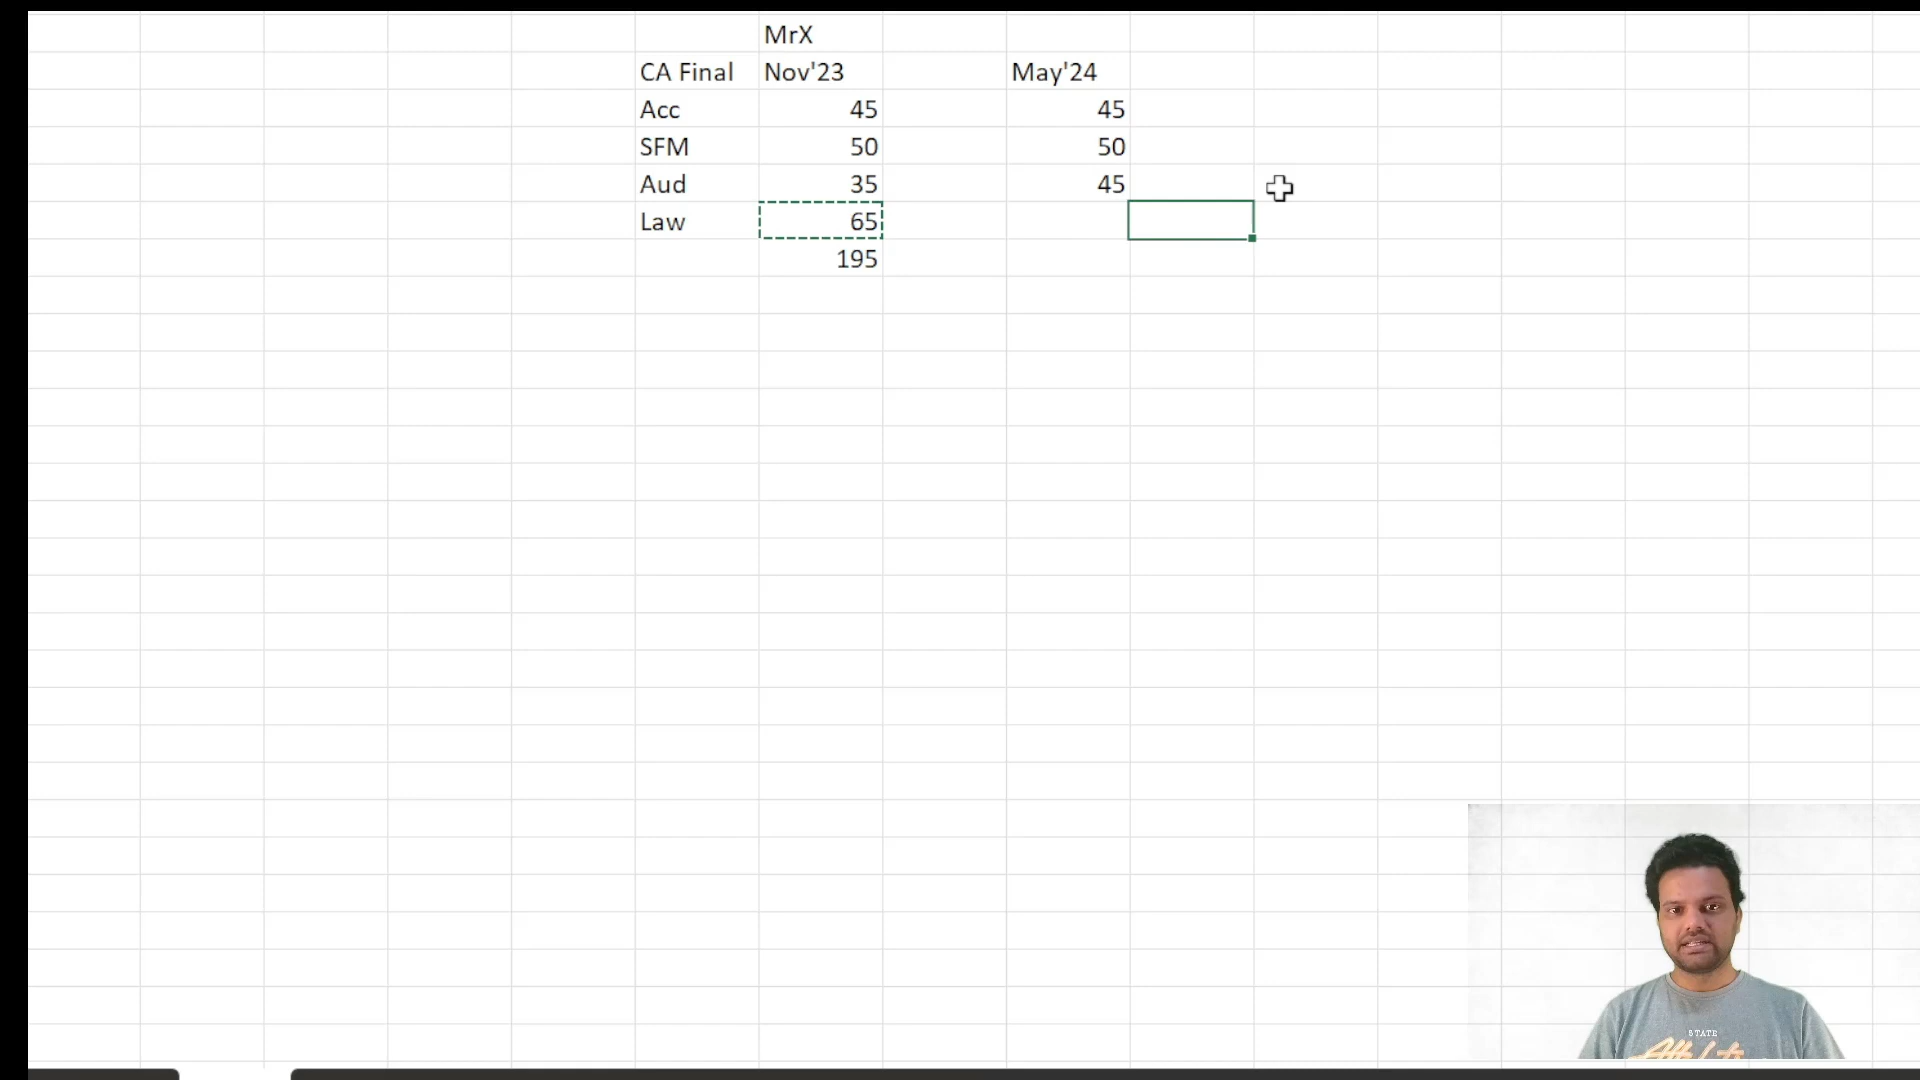 MrX
CA Final Nov'23 May'24
Acc 45 45
SFM 50 50
Aud 35 45
Law 65
195
STATE